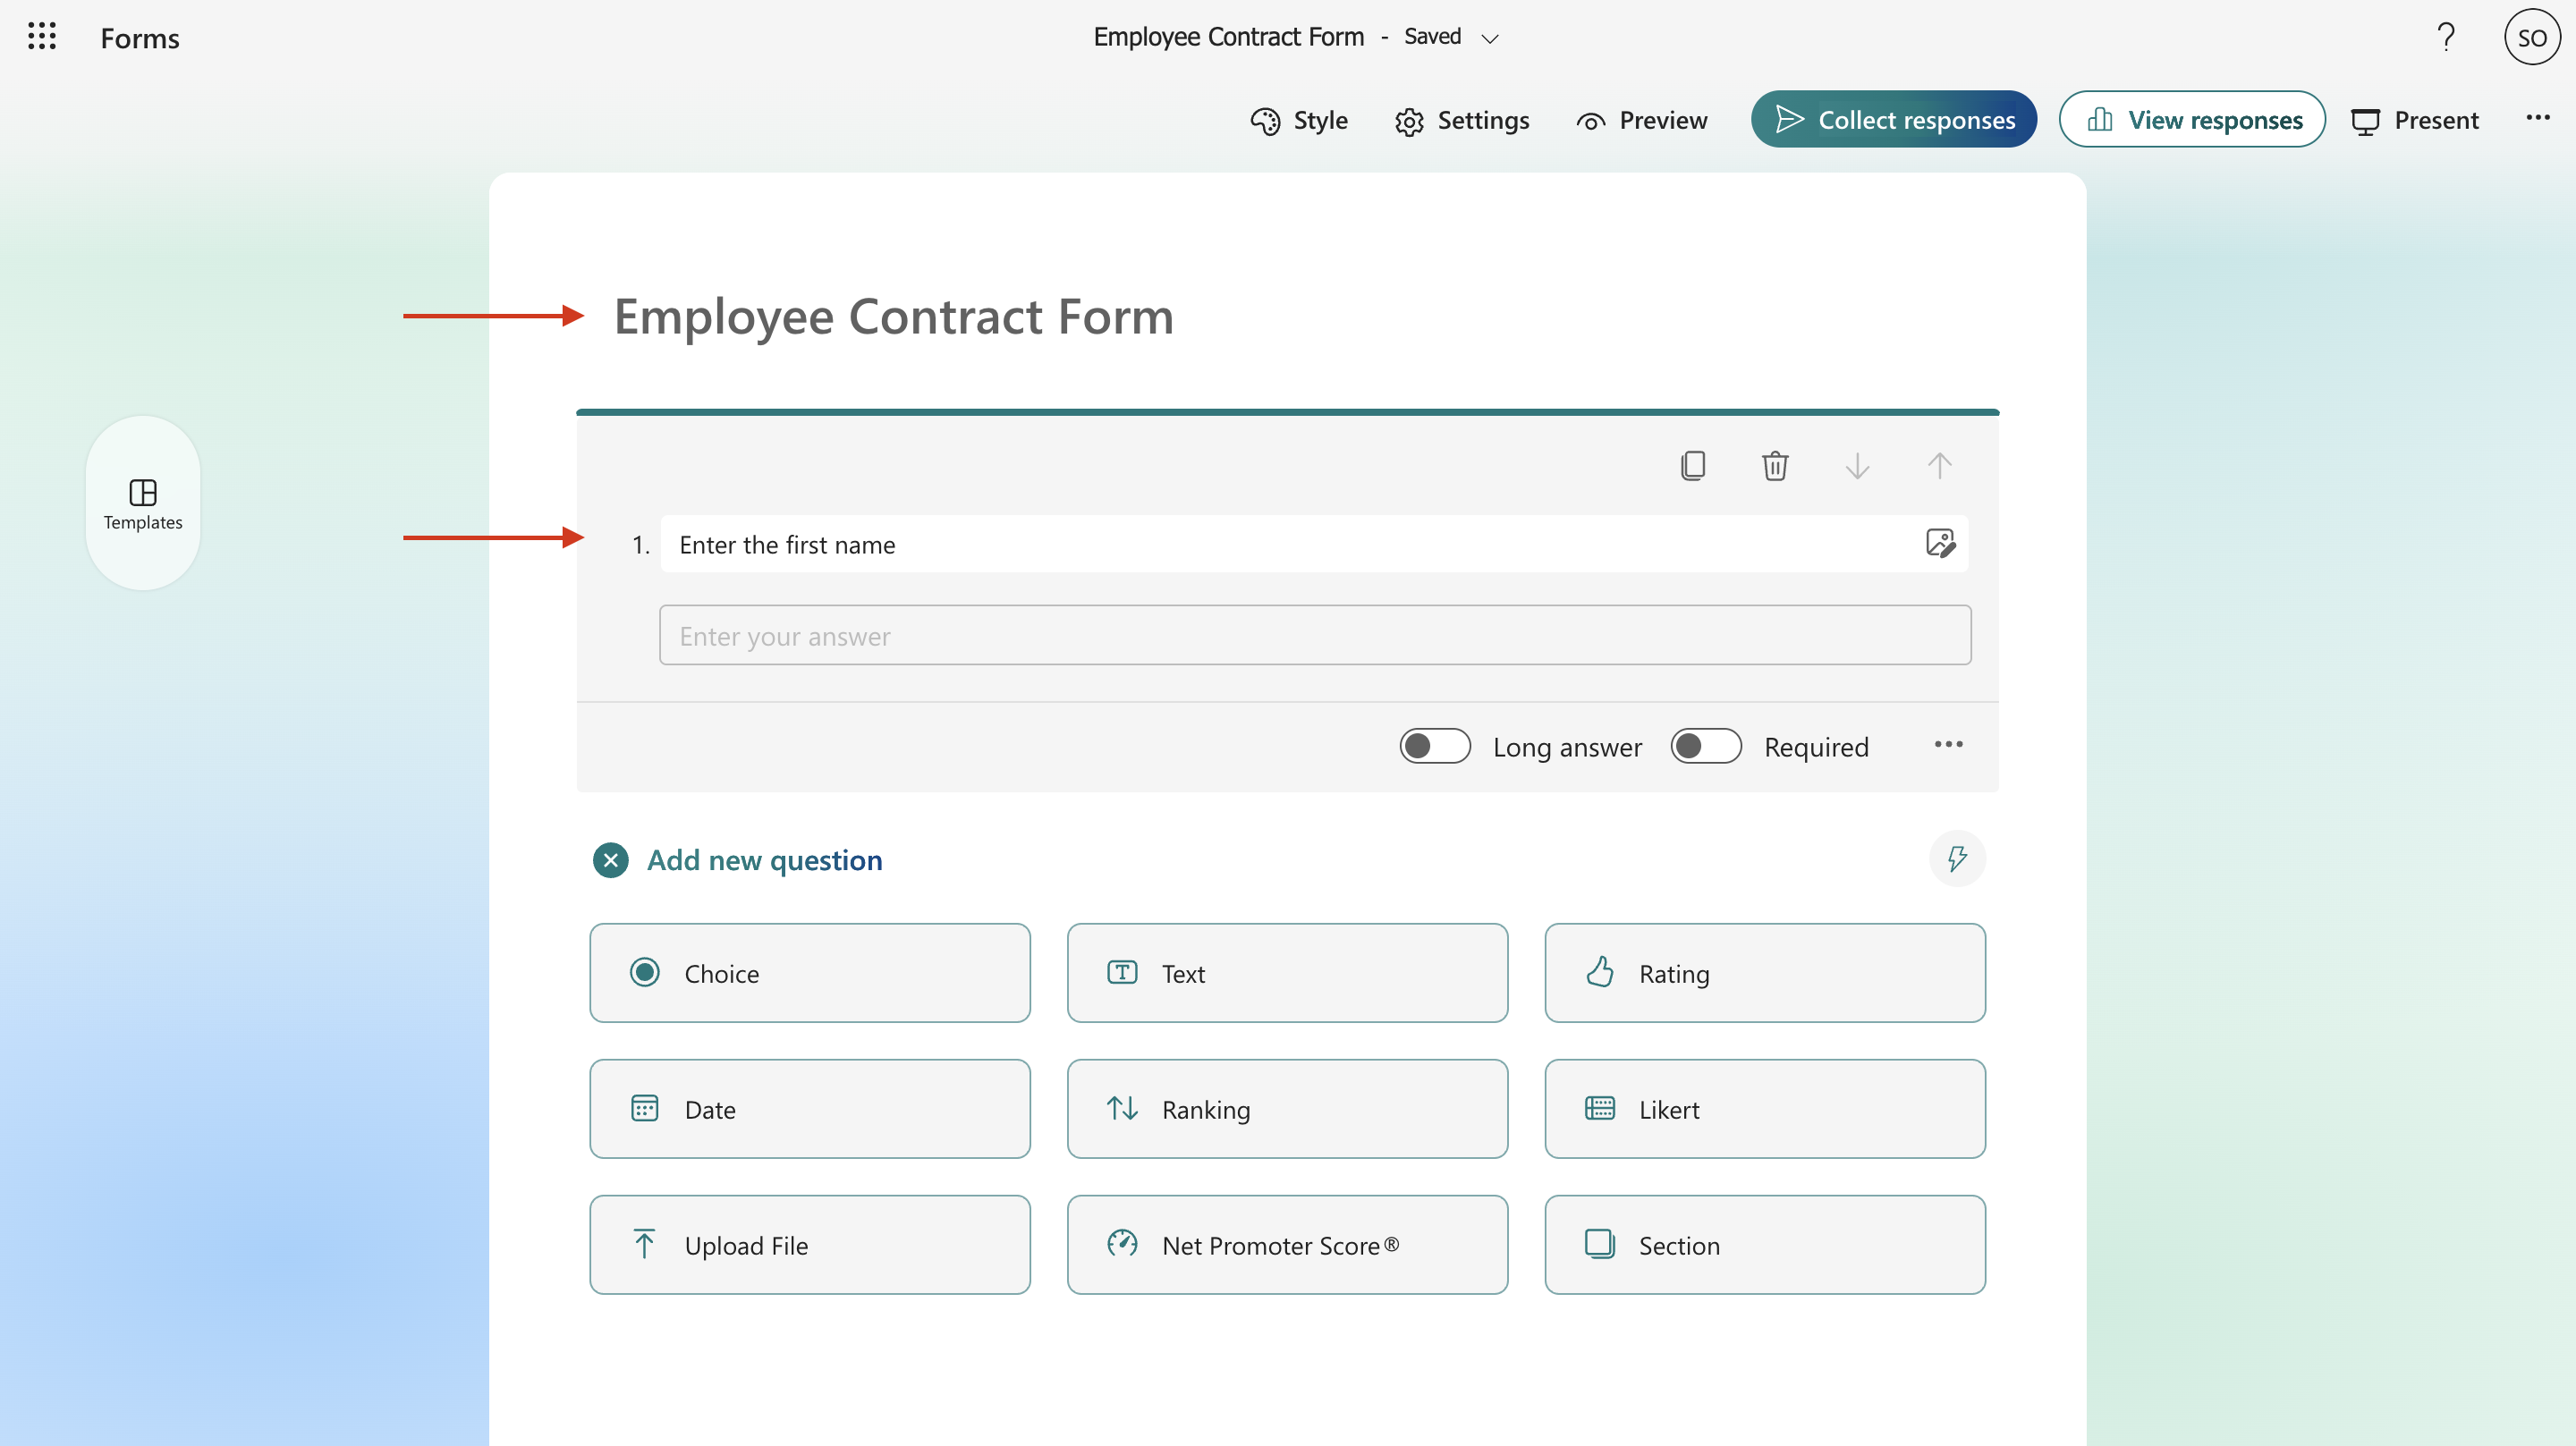 Forms
Employee Contract Form - Saved
?
SO
Style
Settings
Preview
Collect responses
View responses
Present
Employee Contract Form
Templates
1. Enter the first name
Enter your answer
Long answer
Required
Add new question
Choice
Text
Rating
Date
Ranking
Likert
Upload File
Net Promoter Score®
Section